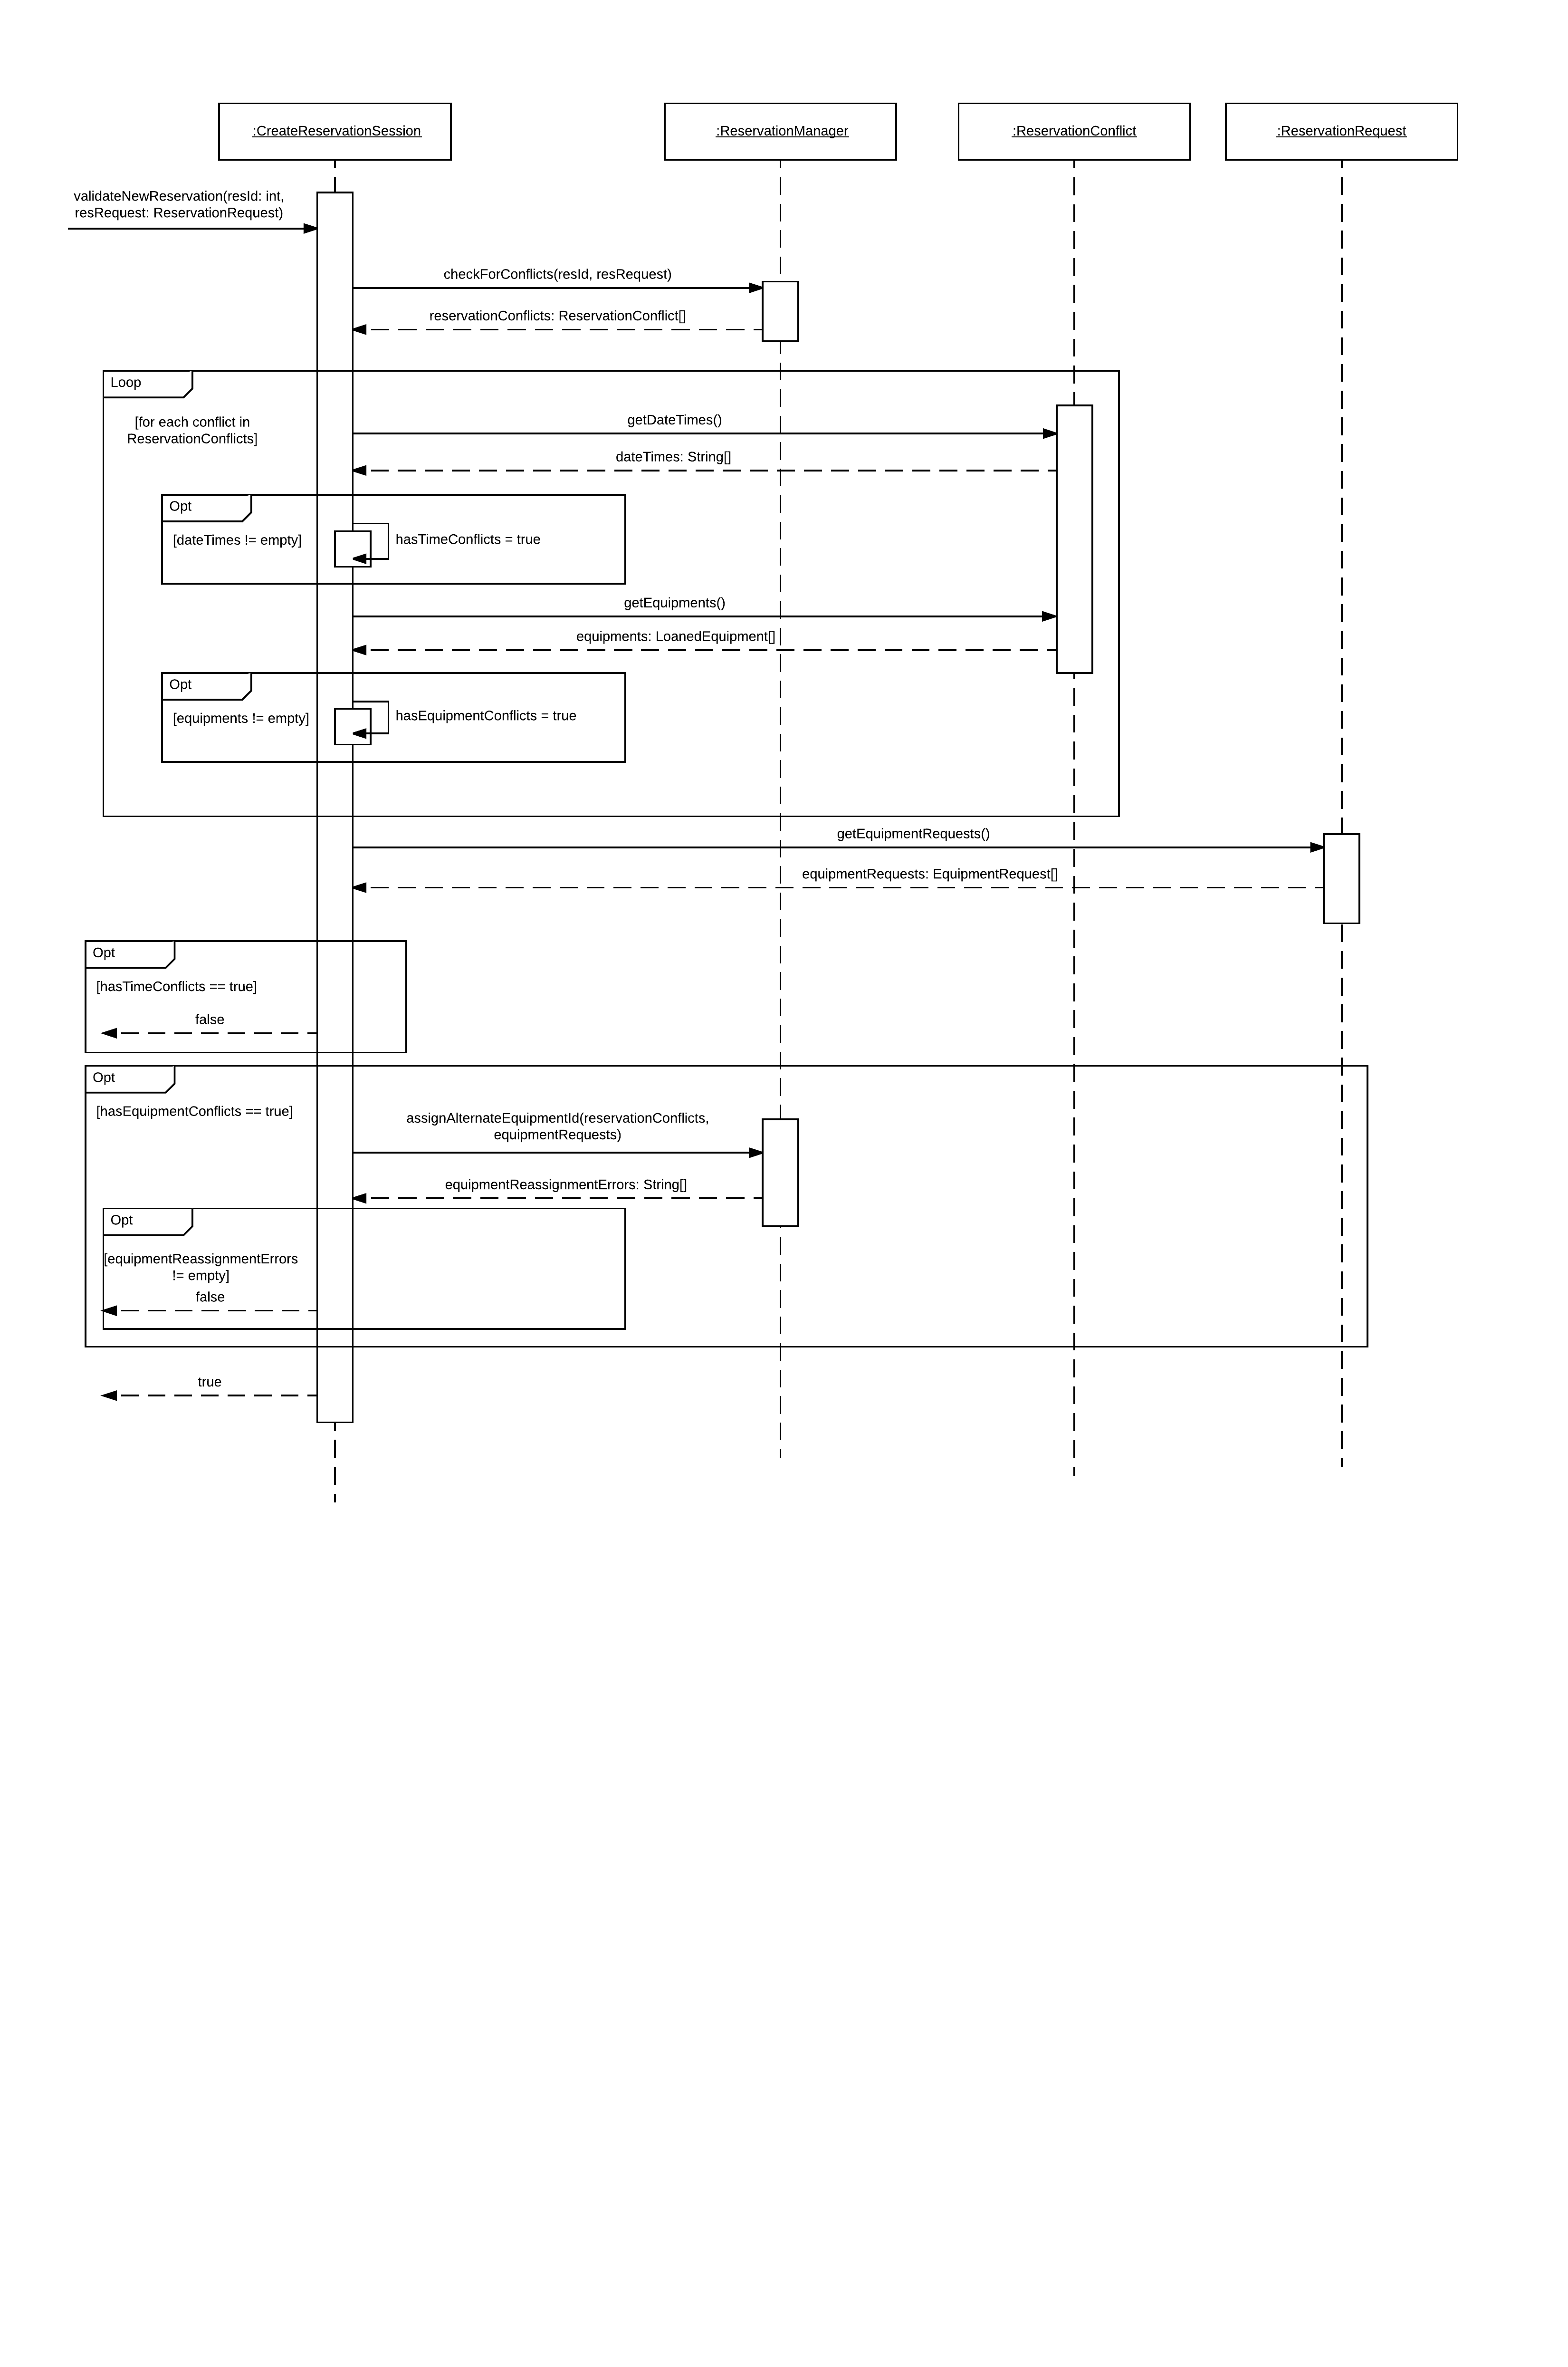 :CreateReservationSession
:ReservationManager
:ReservationConflict
:ReservationRequest
validateNewReservation(resId: int,
resRequest: ReservationRequest)
checkForConflicts(resId, resRequest)
reservationConflicts: ReservationConflict[]
Loop
[for each conflict in
ReservationConflicts]
getDateTimes()
dateTimes: String[]
Opt
[dateTimes != empty]
hasTimeConflicts = true
getEquipments()
equipments: LoanedEquipment[]
Opt
[equipments != empty]
hasEquipmentConflicts = true
getEquipmentRequests()
equipmentRequests: EquipmentRequest[]
Opt
[hasTimeConflicts == true]
false
Opt
[hasEquipmentConflicts == true]
assignAlternateEquipmentId(reservationConflicts,
equipmentRequests)
equipmentReassignmentErrors: String[]
Opt
[equipmentReassignmentErrors
!= empty]
false
true